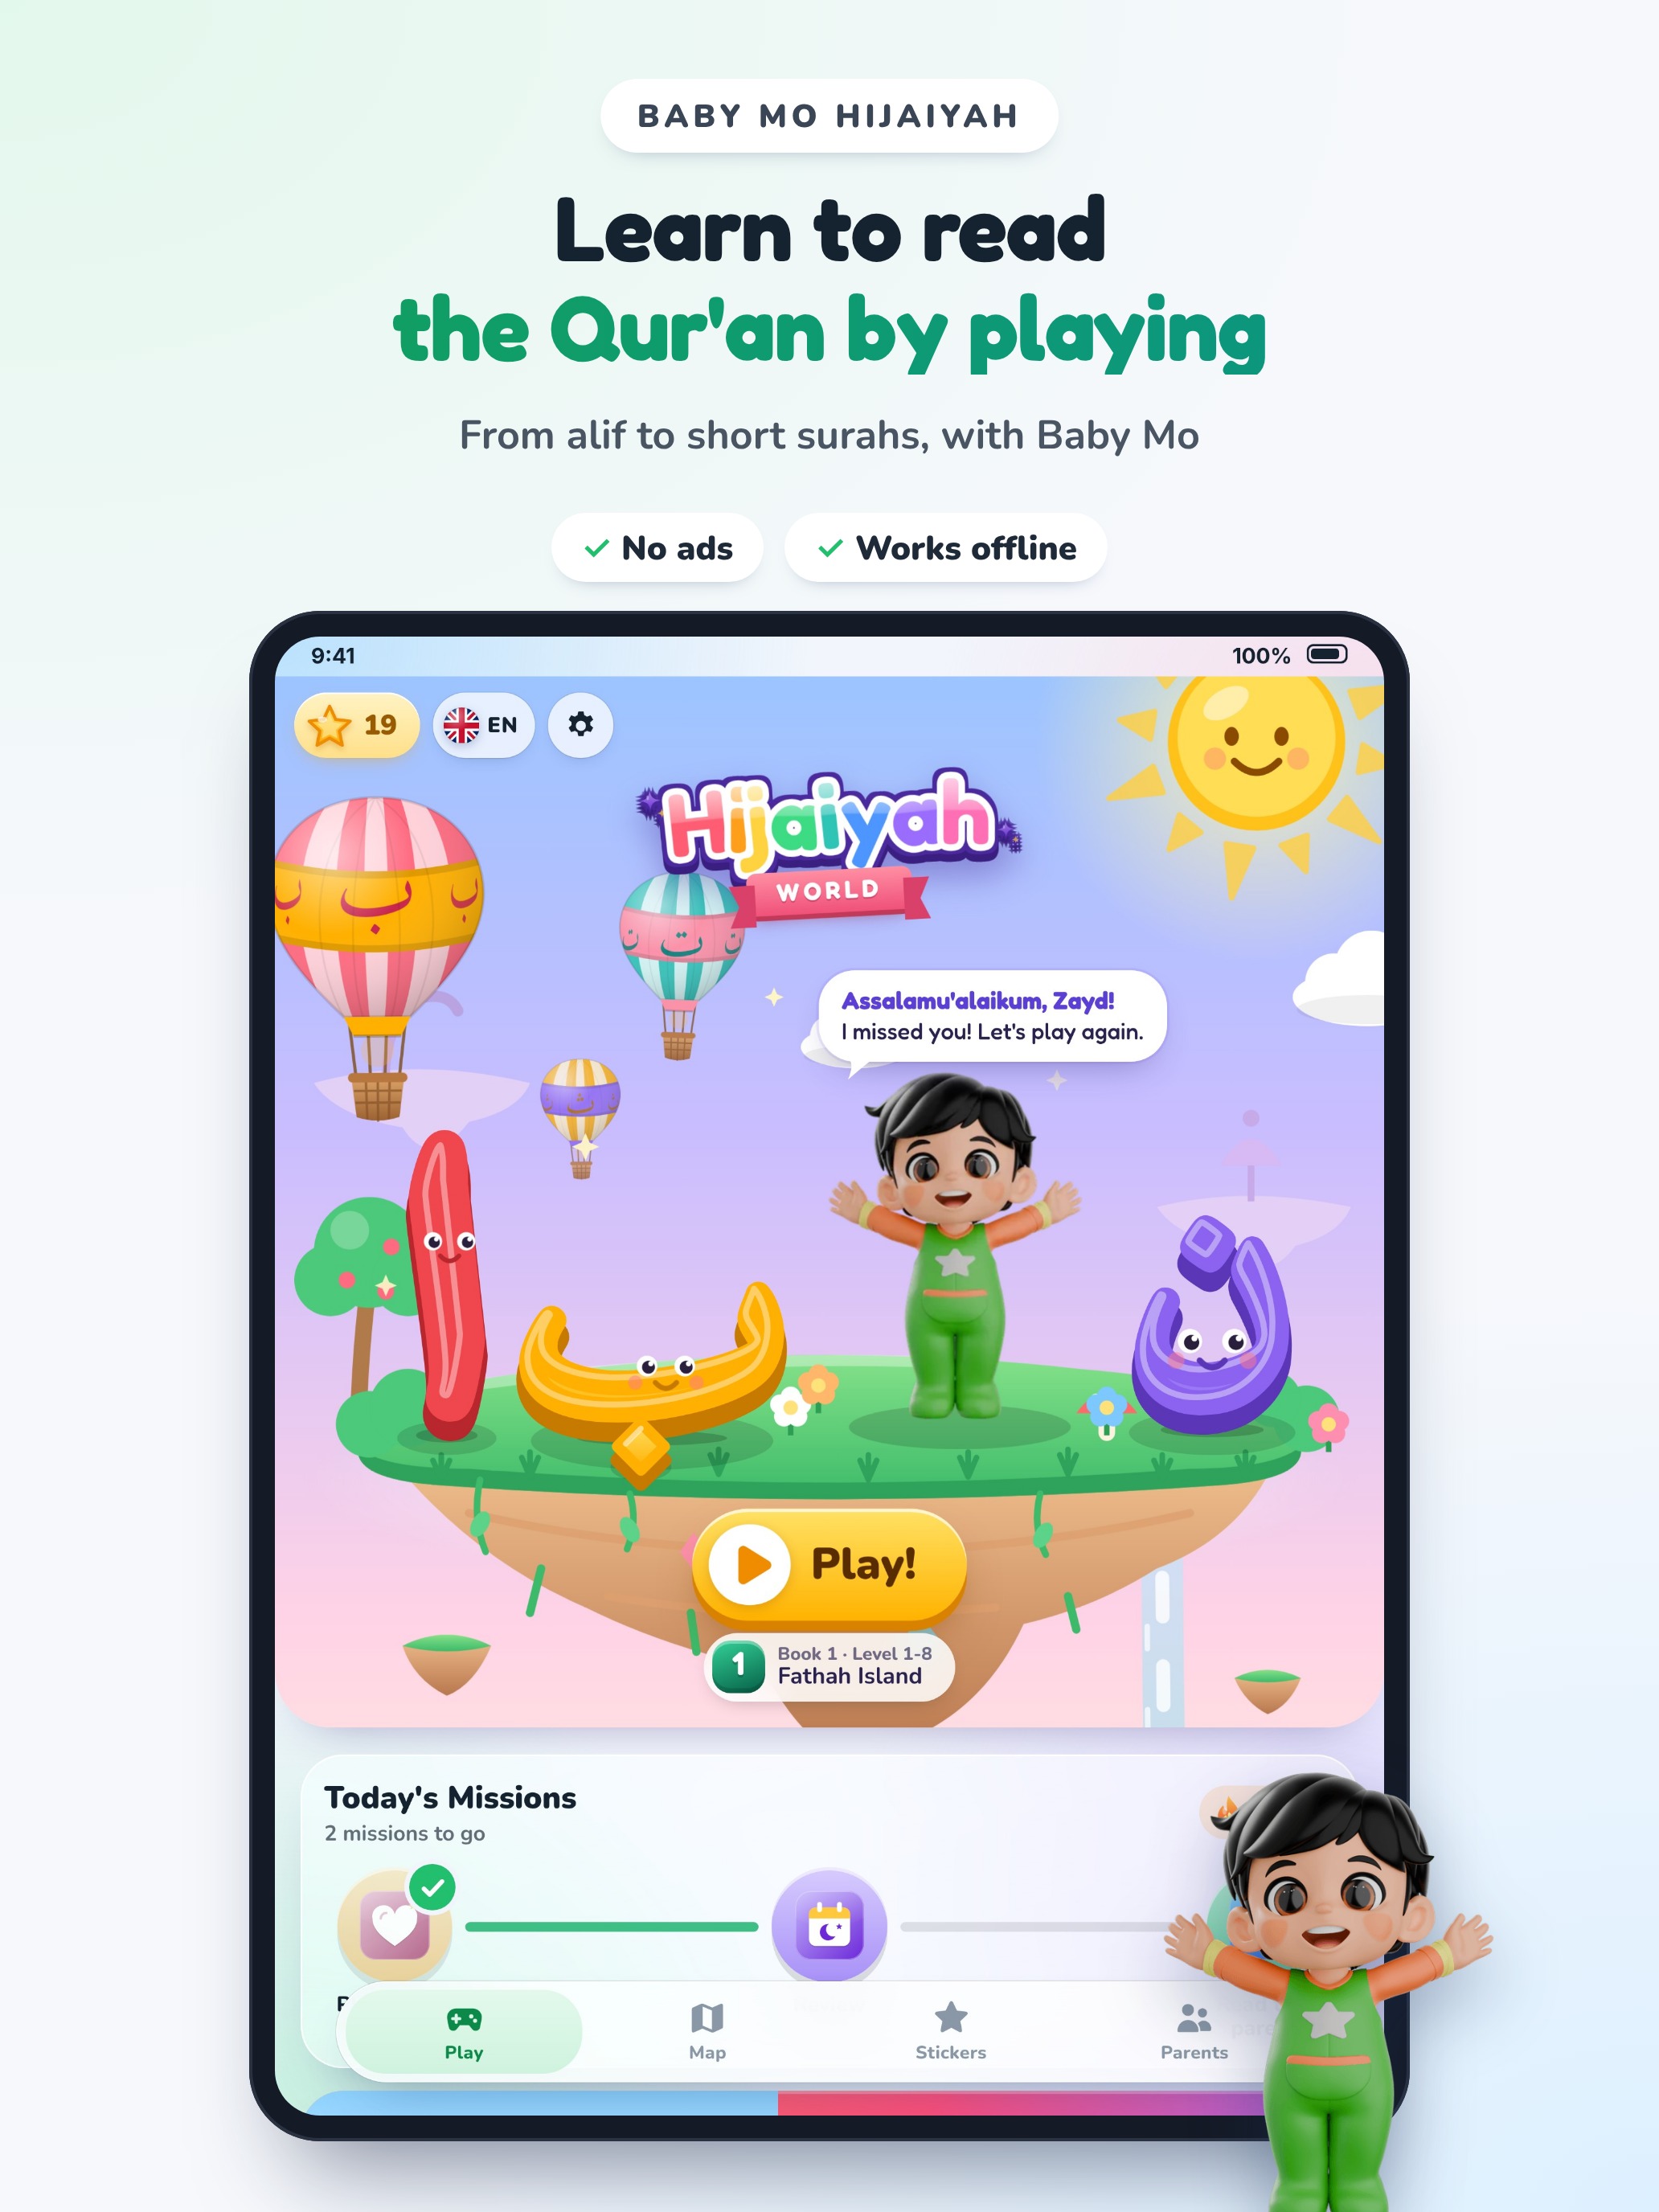 BABY MO HIJAIYAH
Learn to read
the Qur'an by playing
From alif to short surahs, with Baby Mo
No ads
Works offline
9:41
100%
19
EN
Hijaiyah
WORLD
ب ب ب
ن ت ن
ث
Assalamu'alaikum, Zayd!
I missed you! Let's play again.
Play!
1
Book 1 · Level 1-8
Fathah Island
Today's Missions
2 missions to go
Play
Map
Stickers
Parents